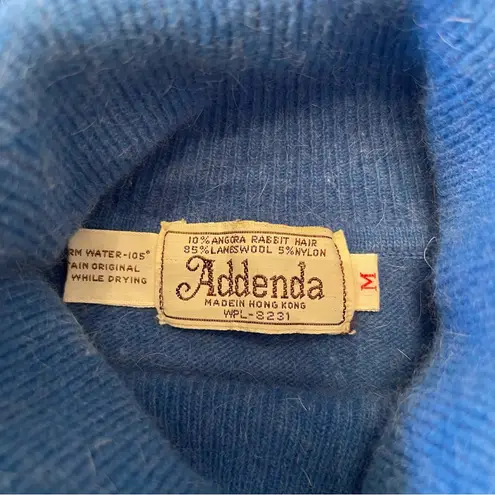 10% ANGORA RABBIT HAIR
85% LAMBSWOOL 5% NYLON
Addenda
MADE IN HONG KONG
WPL-8231
M
RM WATER-105°
AIN ORIGINAL
WHILE DRYING